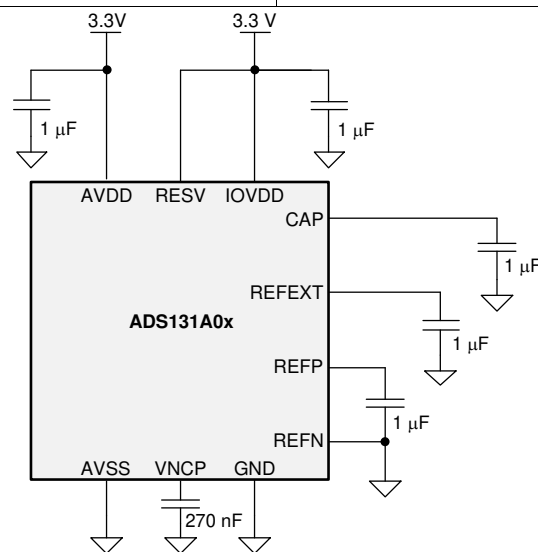 3.3V
3.3 V
1 μF
1 μF
AVDD
RESV
IOVDD
CAP
1 μF
REFEXT
ADS131A0x
1 μF
REFP
1 μF
REFN
AVSS
VNCP
GND
270 nF